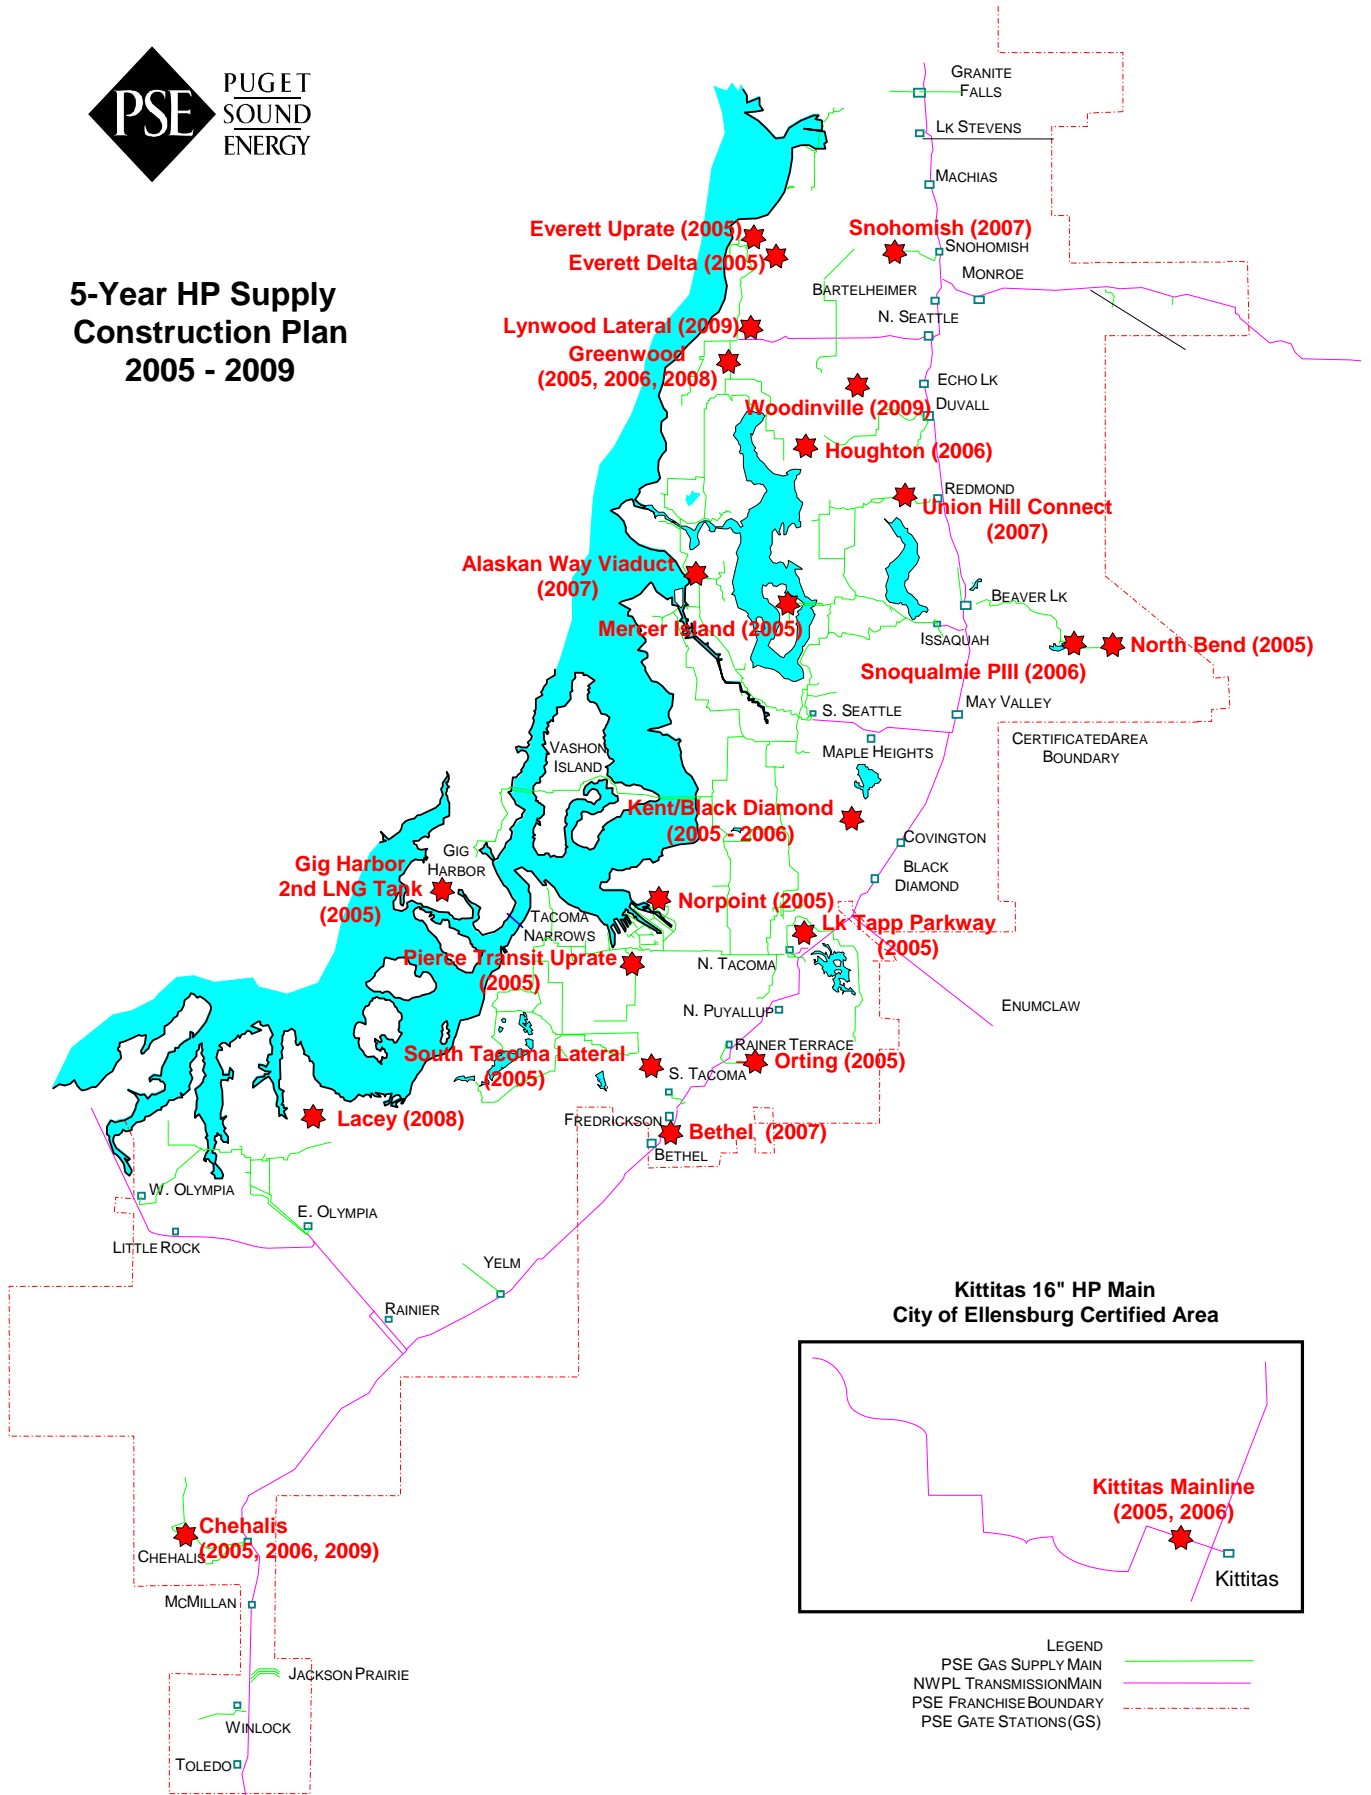 PSE
PUGET
SOUND
ENERGY
5-Year HP Supply
Construction Plan
2005 - 2009
GRANITE
FALLS
LK STEVENS
MACHIAS
Everett Uprate (2005)
Snohomish (2007)
SNOHOMISH
Everett Delta (2005)
MONROE
BARTELHEIMER
N. SEATTLE
Lynwood Lateral (2009)
Greenwood
(2005, 2006, 2008)
ECHO LK
Woodinville (2009)
DUVALL
Houghton (2006)
REDMOND
Union Hill Connect
(2007)
Alaskan Way Viaduct
(2007)
BEAVER LK
Mercer Island (2005)
ISSAQUAH
North Bend (2005)
Snoqualmie PIII (2006)
MAY VALLEY
S. SEATTLE
MAPLE HEIGHTS
CERTIFICATED AREA
BOUNDARY
VASHON
ISLAND
Kent/Black Diamond
(2005 - 2006)
COVINGTON
BLACK
DIAMOND
GIG
HARBOR
Gig Harbor
2nd LNG Tank
(2005)
Norpoint (2005)
TACOMA
NARROWS
Lk Tapp Parkway
(2005)
Pierce Transit Uprate
(2005)
N. TACOMA
ENUMCLAW
N. PUYALLUP
RAINER TERRACE
South Tacoma Lateral
(2005)
Orting (2005)
S. TACOMA
Lacey (2008)
FREDRICKSON
Bethel (2007)
BETHEL
W. OLYMPIA
E. OLYMPIA
LITTLE ROCK
YELM
RAINIER
Kittitas 16" HP Main
City of Ellensburg Certified Area
Kittitas Mainline
(2005, 2006)
Kittitas
Chehalis
(2005, 2006, 2009)
CHEHALIS
MCMILLAN
JACKSON PRAIRIE
WINLOCK
TOLEDO
LEGEND
PSE GAS SUPPLY MAIN
NWPL TRANSMISSION MAIN
PSE FRANCHISE BOUNDARY
PSE GATE STATIONS (GS)